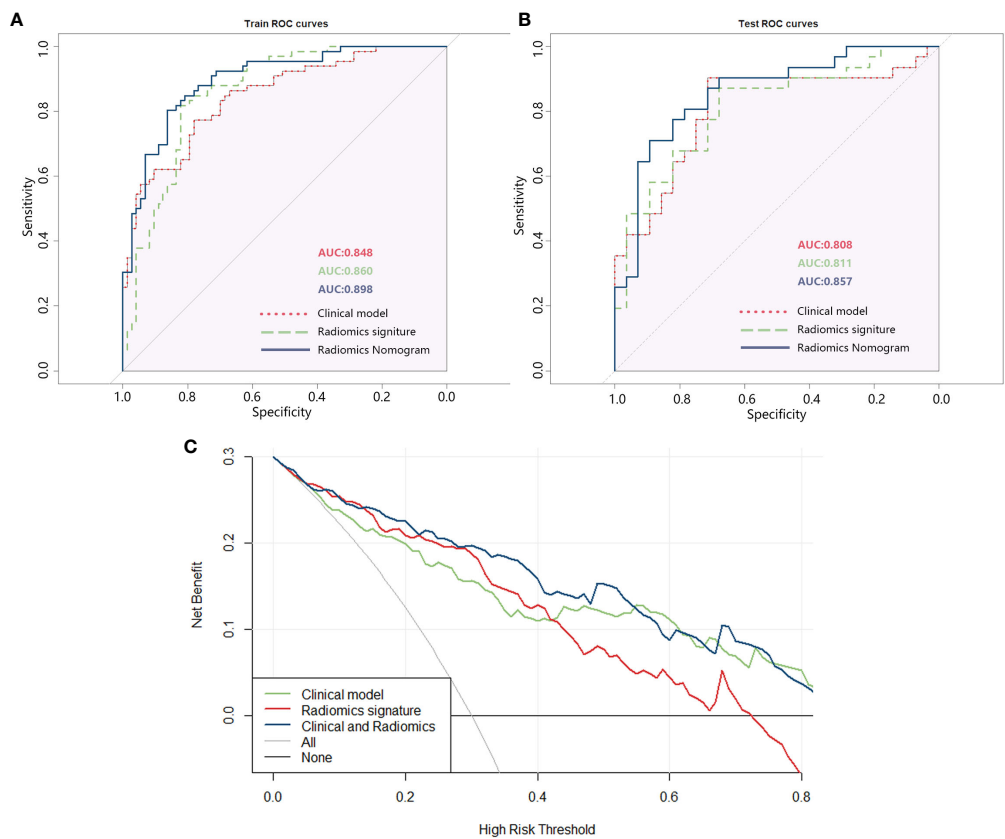 A
Train ROC curves
1.0
0.8
0.6
0.4
0.2
0.0
Sensitivity
AUC:0.848
AUC:0.860
AUC:0.898
Clinical model
Radiomics signiture
Radiomics Nomogram
1.0 0.8 0.6 0.4 0.2 0.0
Specificity
B
Test ROC curves
1.0
0.8
0.6
0.4
0.2
0.0
Sensitivity
AUC:0.808
AUC:0.811
AUC:0.857
Clinical model
Radiomics signiture
Radiomics Nomogram
1.0 0.8 0.6 0.4 0.2 0.0
Specificity
C
0.3
0.2
0.1
0.0
Net Benefit
Clinical model
Radiomics signature
Clinical and Radiomics
All
None
0.0 0.2 0.4 0.6 0.8
High Risk Threshold